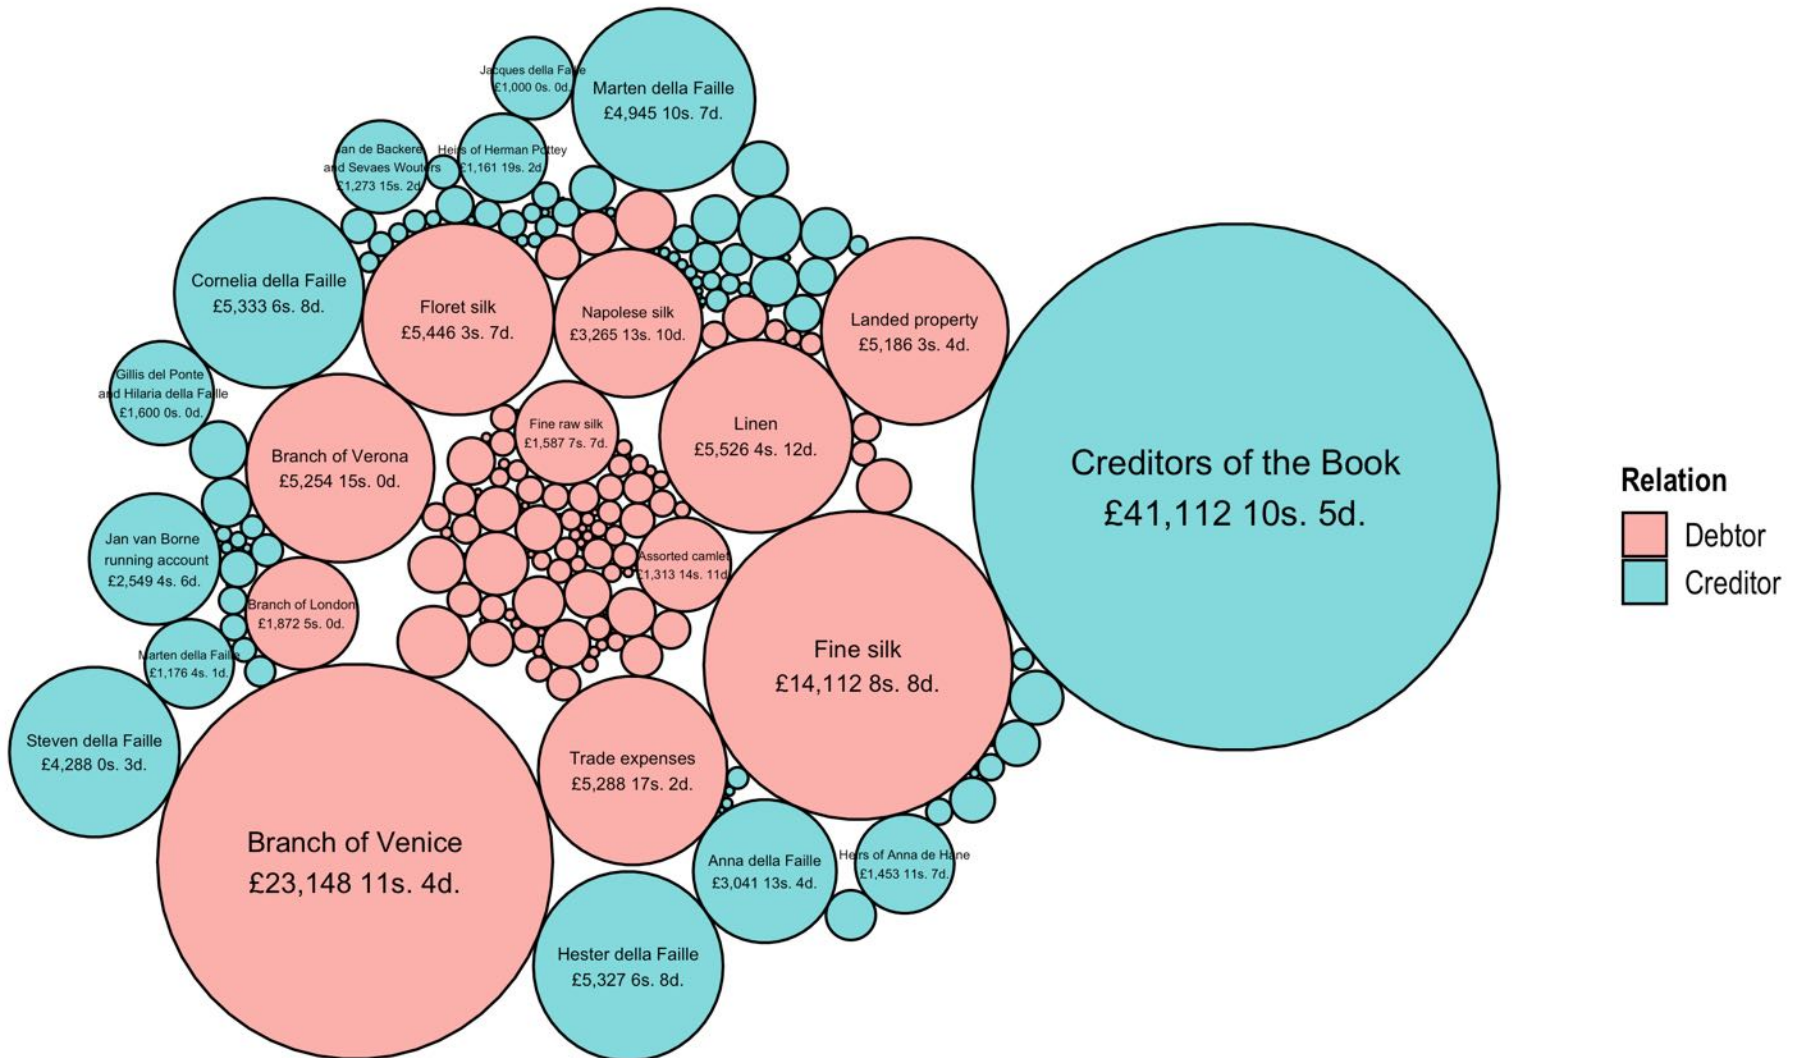 Jacques della Faille
£1,000 0s. 0d.
Marten della Faille
£4,945 10s. 7d.
Jan de Backere
and Sevaes Wouters
£1,273 15s. 2d.
Heirs of Herman Pottey
£1,161 19s. 2d.
Cornelia della Faille
£5,333 6s. 8d.
Floret silk
£5,446 3s. 7d.
Napolese silk
£3,265 13s. 10d.
Landed property
£5,186 3s. 4d.
Gillis del Ponte
and Hilaria della Faille
£1,600 0s. 0d.
Branch of Verona
£5,254 15s. 0d.
Fine raw silk
£1,587 7s. 7d.
Linen
£5,526 4s. 12d.
Creditors of the Book
£41,112 10s. 5d.
Relation
Debtor
Creditor
Jan van Borne
running account
£2,549 4s. 6d.
Assorted camlet
£1,313 14s. 11d.
Branch of London
£1,872 5s. 0d.
Marten della Faille
£1,176 4s. 1d.
Fine silk
£14,112 8s. 8d.
Steven della Faille
£4,288 0s. 3d.
Trade expenses
£5,288 17s. 2d.
Branch of Venice
£23,148 11s. 4d.
Anna della Faille
£3,041 13s. 4d.
Heirs of Anna de Hane
£1,453 11s. 7d.
Hester della Faille
£5,327 6s. 8d.